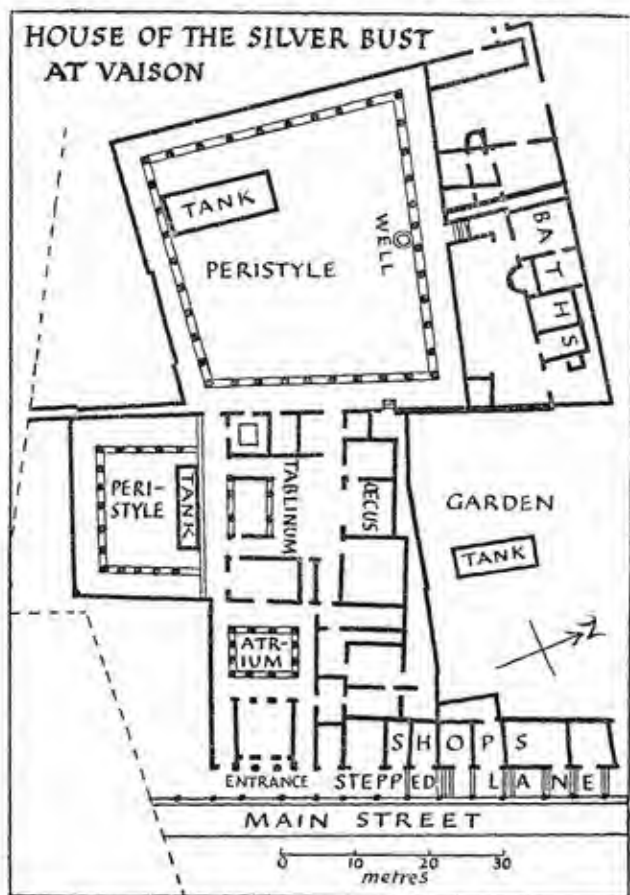 HOUSE OF THE SILVER BUST
AT VAISON
TANK
WELL
PERISTYLE
BATHS
PERI-
STYLE
TANK
TABLINUM
ŒCUS
GARDEN
TANK
N
ATR-
IUM
SHOPS
ENTRANCE
STEPPED LANE
MAIN STREET
0 10 20 30
metres